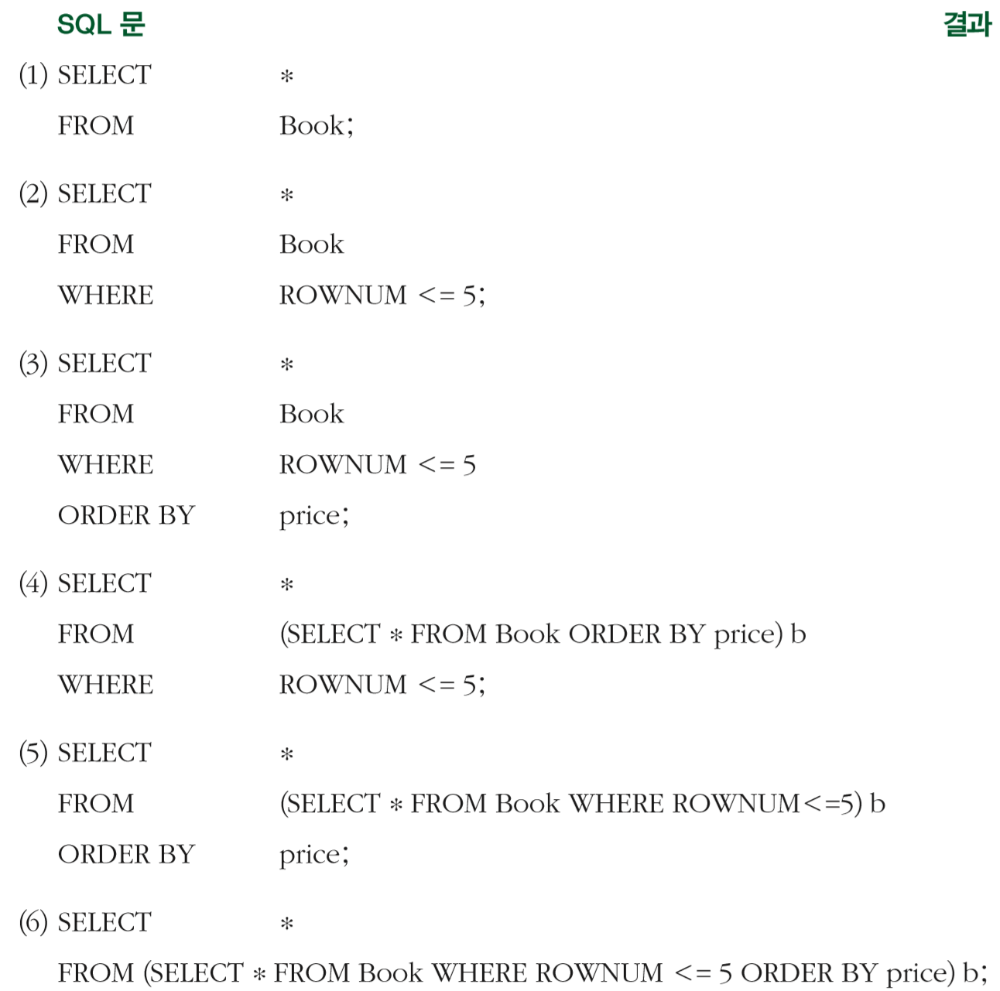 SQL 문 결과
(1) SELECT *
FROM Book;
(2) SELECT *
FROM Book
WHERE ROWNUM <= 5;
(3) SELECT *
FROM Book
WHERE ROWNUM <= 5
ORDER BY price;
(4) SELECT *
FROM (SELECT * FROM Book ORDER BY price) b
WHERE ROWNUM <= 5;
(5) SELECT *
FROM (SELECT * FROM Book WHERE ROWNUM<=5) b
ORDER BY price;
(6) SELECT *
FROM (SELECT * FROM Book WHERE ROWNUM <= 5 ORDER BY price) b;